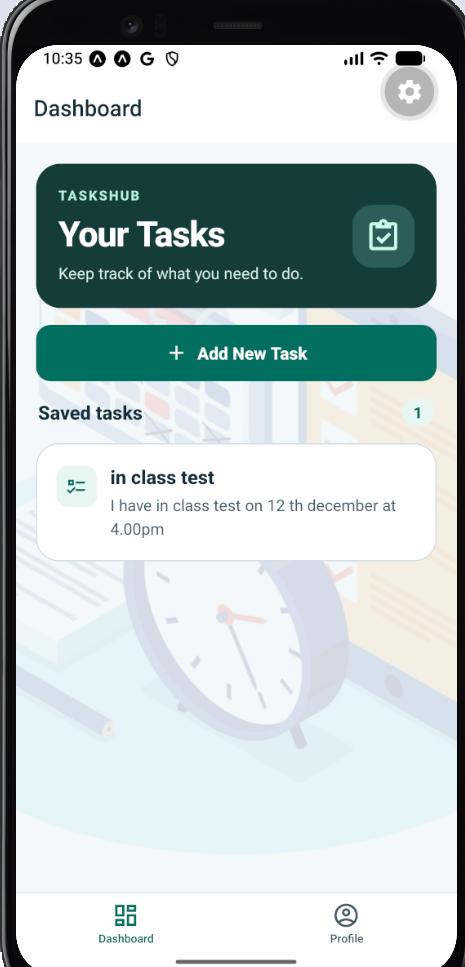 10:35
Dashboard
TASKSHUB
Your Tasks
Keep track of what you need to do.
+ Add New Task
Saved tasks 1
in class test
I have in class test on 12 th december at
4.00pm
Dashboard Profile